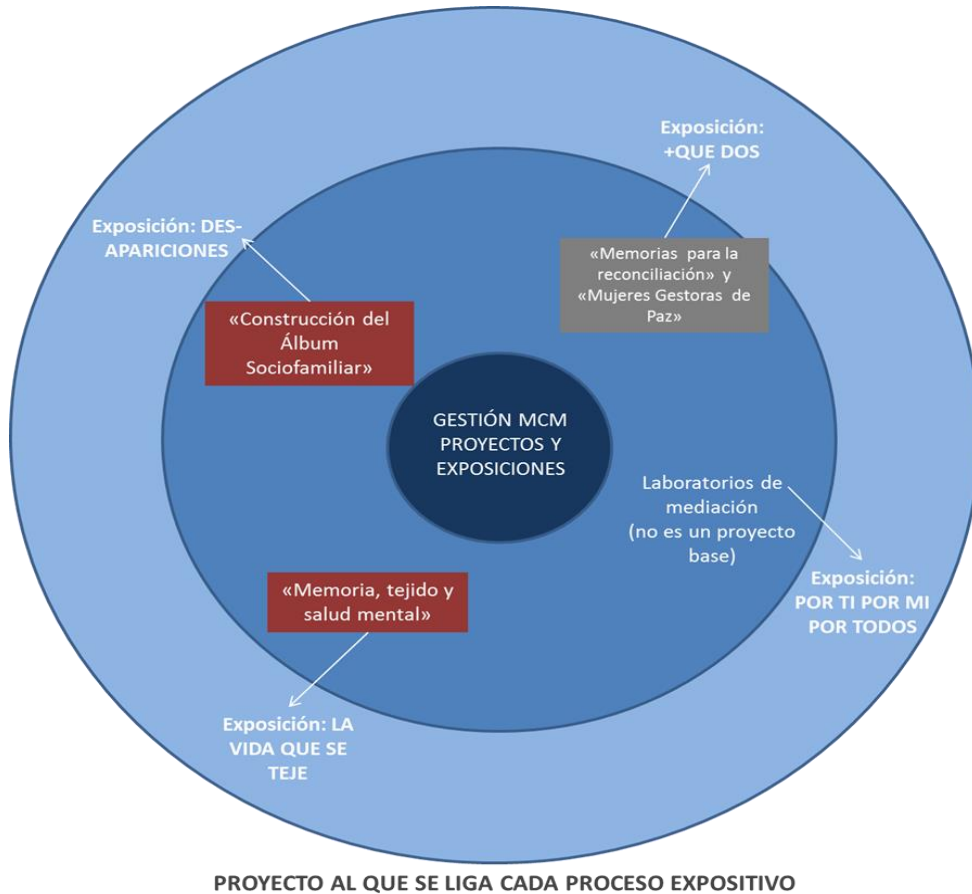 Exposición:
+QUE DOS
Exposición: DES-
APARICIONES
«Memorias para la
reconciliación» y
«Mujeres Gestoras de
Paz»
«Construcción del
Álbum
Sociofamiliar»
GESTIÓN MCM
PROYECTOS Y
EXPOSICIONES
Laboratorios de
mediación
(no es un proyecto
base)
Exposición:
POR TI POR MI
POR TODOS
«Memoria, tejido y
salud mental»
Exposición: LA
VIDA QUE SE
TEJE
PROYECTO AL QUE SE LIGA CADA PROCESO EXPOSITIVO